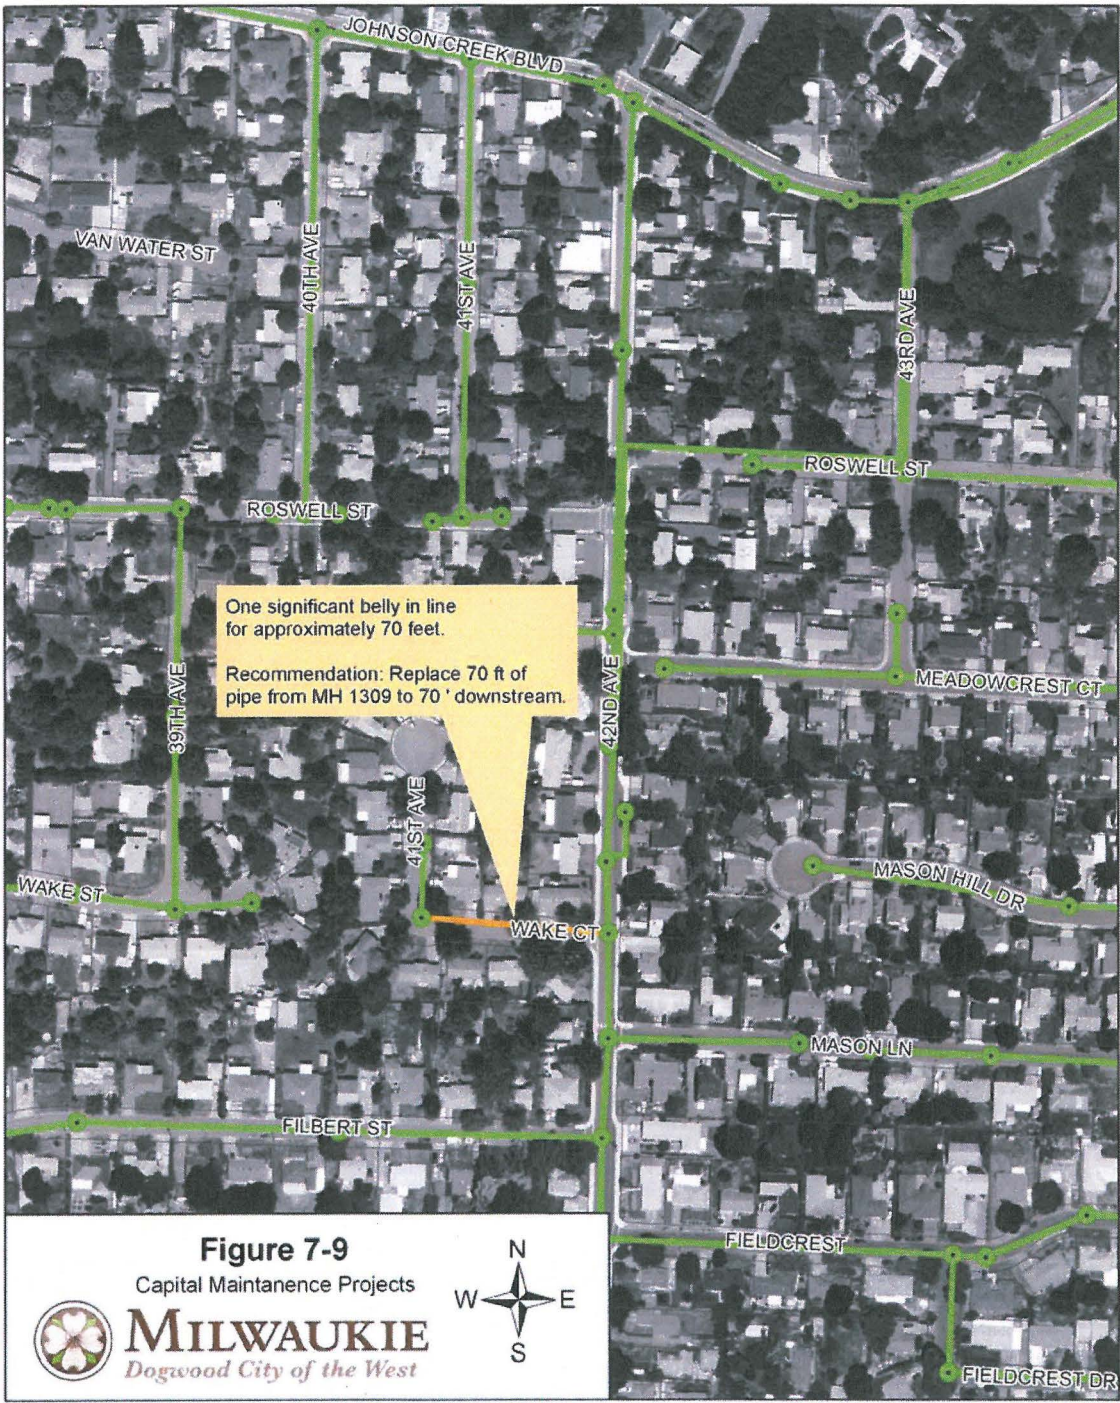 JOHNSON CREEK BLVD
VAN WATER ST
40TH AVE
41ST AVE
43RD AVE
ROSWELL ST
ROSWELL ST
One significant belly in line
for approximately 70 feet.
Recommendation: Replace 70 ft of
pipe from MH 1309 to 70 ' downstream.
39TH AVE
42ND AVE
MEADOWCREST CT
41ST AVE
WAKE ST
MASON HILL DR
WAKE CT
MASON LN
FILBERT ST
FIELDCREST
FIELDCREST DR
Figure 7-9
Capital Maintanence Projects
MILWAUKIE
Dogwood City of the West
N
W E
S